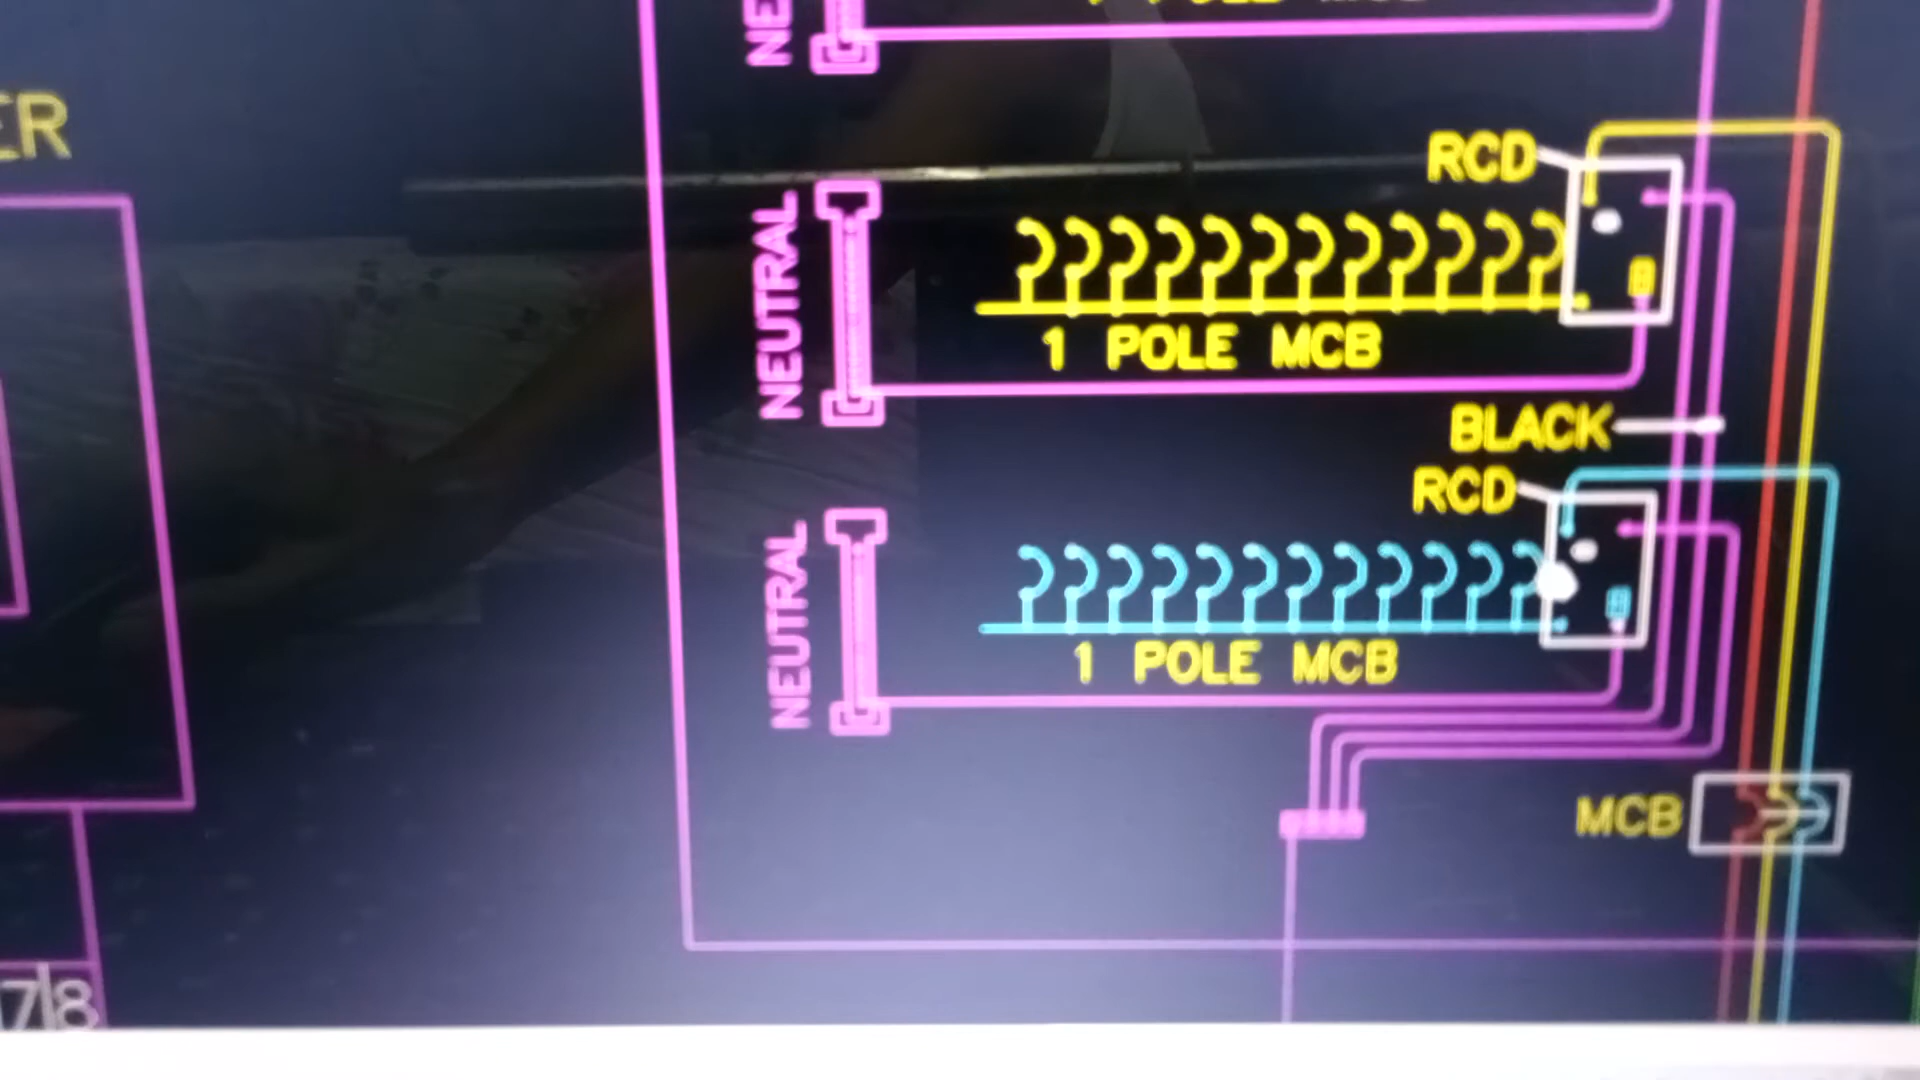 ER
RCD
NEUTRAL
1 POLE MCB
BLACK
RCD
NEUTRAL
1 POLE MCB
MCB
7|8